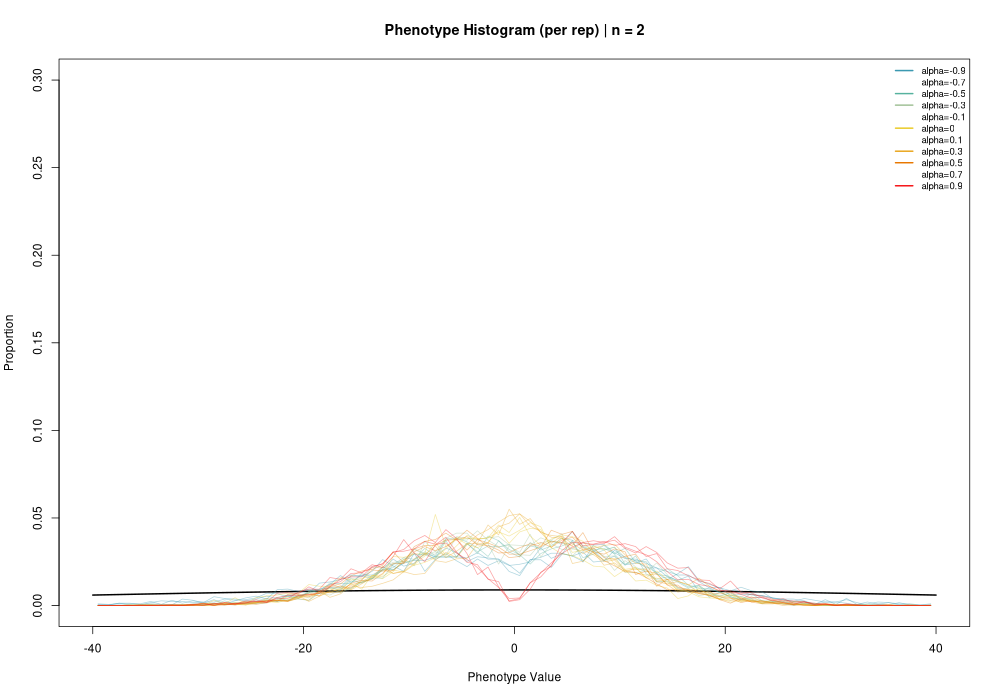 Phenotype Histogram (per rep) | n = 2
alpha=-0.9
alpha=-0.7
alpha=-0.5
alpha=-0.3
alpha=-0.1
alpha=0
alpha=0.1
alpha=0.3
alpha=0.5
alpha=0.7
alpha=0.9
Proportion
0.30
0.25
0.20
0.15
0.10
0.05
0.00
-40
-20
0
20
40
Phenotype Value